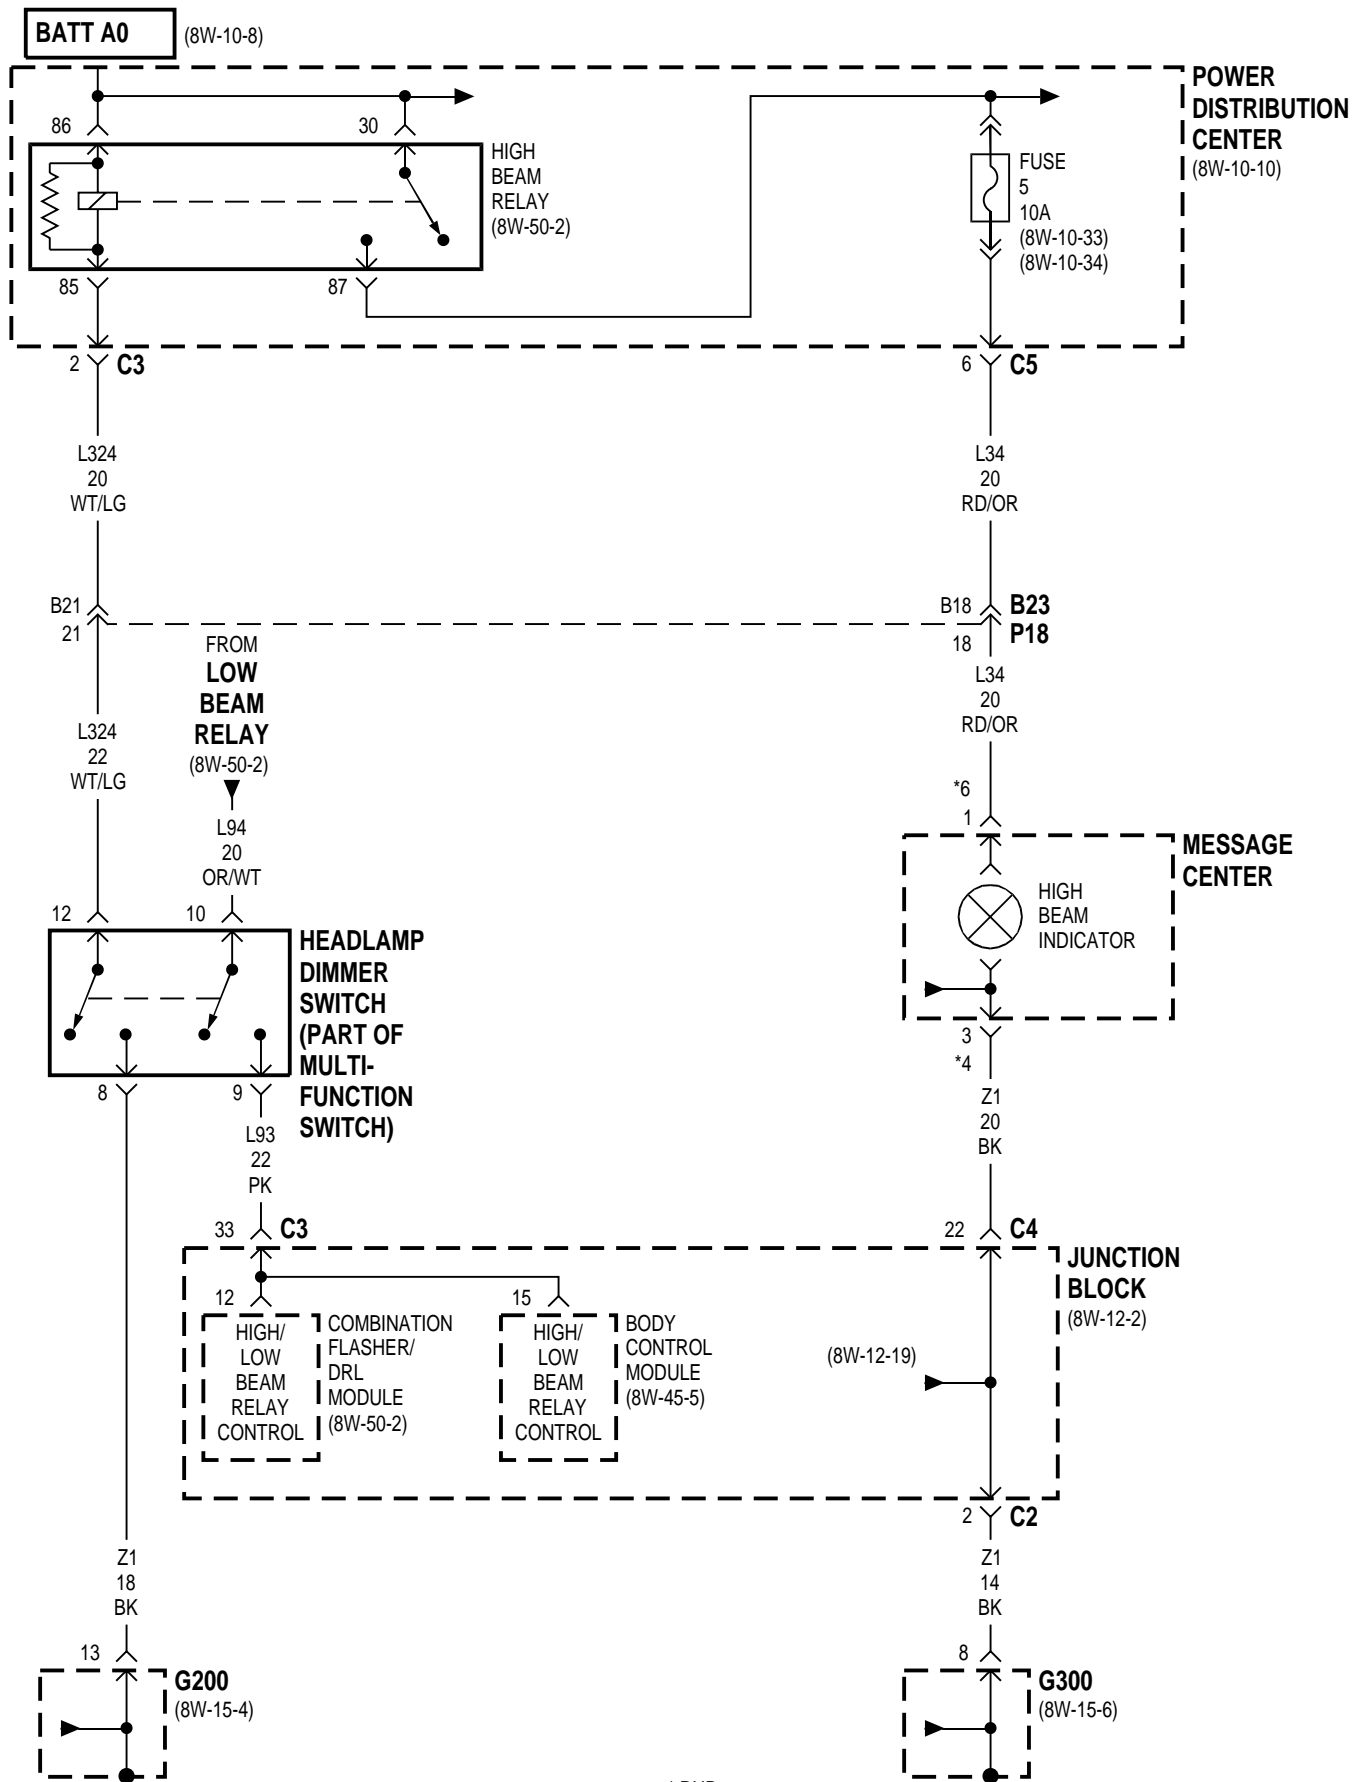 BATT A0
(8W-10-8)
POWER
DISTRIBUTION
CENTER
(8W-10-10)
86
30
HIGH
BEAM
RELAY
(8W-50-2)
FUSE
5
10A
(8W-10-33)
(8W-10-34)
85
87
2
C3
6
C5
L324
20
WT/LG
L34
20
RD/OR
B21
21
B18
B23
18
P18
FROM
LOW
BEAM
RELAY
(8W-50-2)
L324
22
WT/LG
L34
20
RD/OR
L94
20
OR/WT
*6
1
MESSAGE
CENTER
HIGH
BEAM
INDICATOR
12
10
HEADLAMP
DIMMER
SWITCH
(PART OF
MULTI-
FUNCTION
SWITCH)
3
*4
8
9
L93
22
PK
Z1
20
BK
33
C3
22
C4
JUNCTION
BLOCK
(8W-12-2)
12
HIGH/
LOW
BEAM
RELAY
CONTROL
COMBINATION
FLASHER/
DRL
MODULE
(8W-50-2)
15
HIGH/
LOW
BEAM
RELAY
CONTROL
BODY
CONTROL
MODULE
(8W-45-5)
(8W-12-19)
2
C2
Z1
18
BK
Z1
14
BK
13
G200
(8W-15-4)
8
G300
(8W-15-6)